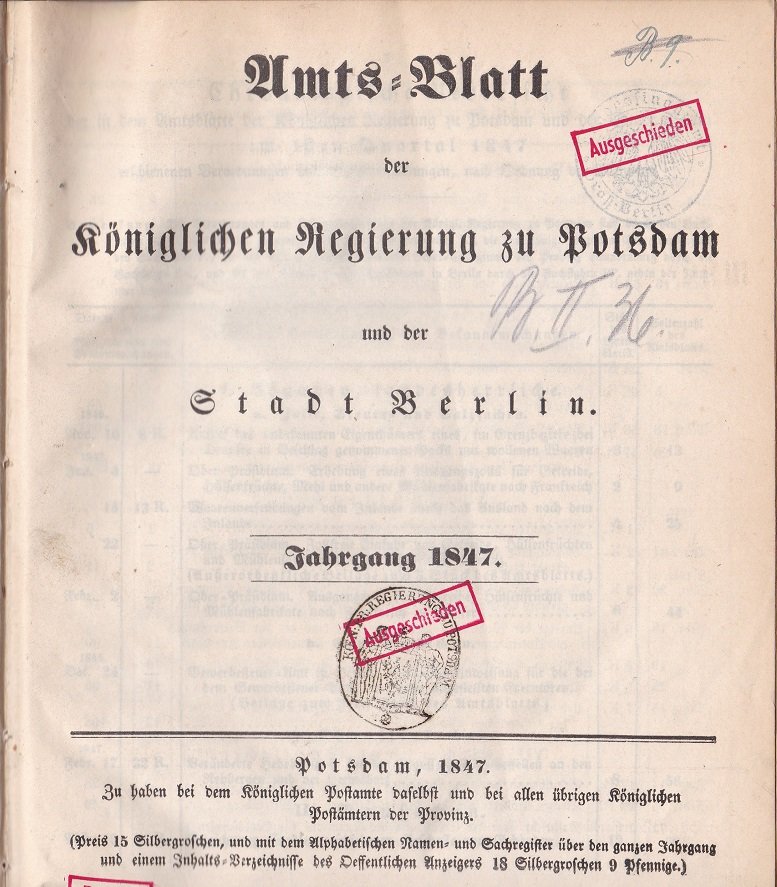 Amts-Blatt
B. 9.
Ausgeschieden
der
Königlichen Regierung zu Potsdam
B II. 36.
und der
Stadt Berlin.
Jahrgang 1847.
Ausgeschieden
Potsdam, 1847.
Zu haben bei dem Königlichen Postamte daselbst und bei allen übrigen Königlichen
Postämtern der Provinz.
(Preis 15 Silbergroschen, und mit dem Alphabetischen Namen- und Sachregister über den ganzen Jahrgang
und einem Inhalts-Verzeichnisse des Oeffentlichen Anzeigers 18 Silbergroschen 9 Pfennige.)